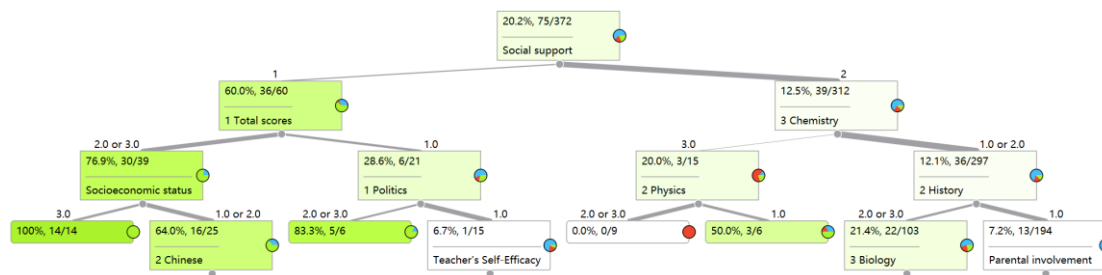 20.2%, 75/372
Social support
1
2
60.0%, 36/60
1 Total scores
12.5%, 39/312
3 Chemistry
2.0 or 3.0
1.0
3.0
1.0 or 2.0
76.9%, 30/39
Socioeconomic status
28.6%, 6/21
1 Politics
20.0%, 3/15
2 Physics
12.1%, 36/297
2 History
3.0
1.0 or 2.0
2.0 or 3.0
1.0
2.0 or 3.0
1.0
2.0 or 3.0
1.0
100%, 14/14
64.0%, 16/25
2 Chinese
83.3%, 5/6
6.7%, 1/15
Teacher's Self-Efficacy
0.0%, 0/9
50.0%, 3/6
21.4%, 22/103
3 Biology
7.2%, 13/194
Parental involvement